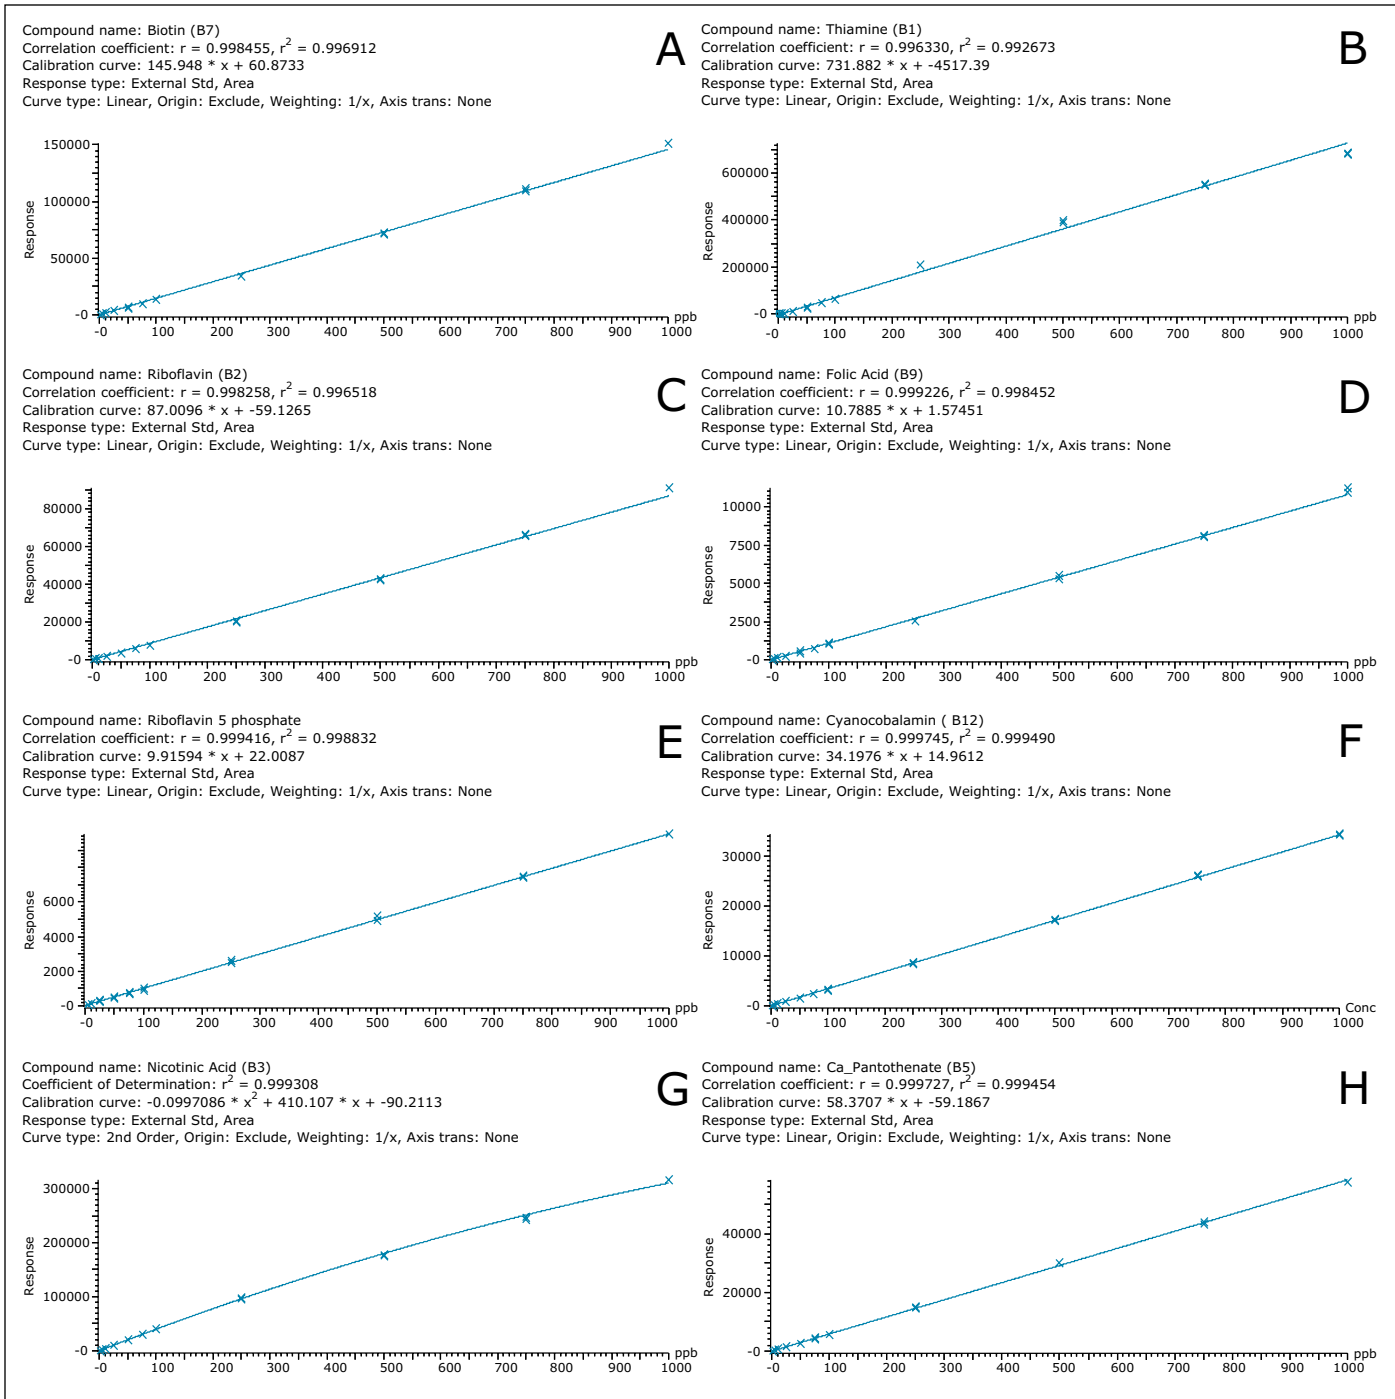 Compound name: Biotin (B7)
Correlation coefficient: r = 0.998455, r² = 0.996912
Calibration curve: 145.948 * x + 60.8733
Response type: External Std, Area
Curve type: Linear, Origin: Exclude, Weighting: 1/x, Axis trans: None
A
150000
100000
50000
-0
Response
-0 100 200 300 400 500 600 700 800 900 1000
ppb
Compound name: Thiamine (B1)
Correlation coefficient: r = 0.996330, r² = 0.992673
Calibration curve: 731.882 * x + -4517.39
Response type: External Std, Area
Curve type: Linear, Origin: Exclude, Weighting: 1/x, Axis trans: None
B
600000
400000
200000
-0
Response
-0 100 200 300 400 500 600 700 800 900 1000
ppb
Compound name: Riboflavin (B2)
Correlation coefficient: r = 0.998258, r² = 0.996518
Calibration curve: 87.0096 * x + -59.1265
Response type: External Std, Area
Curve type: Linear, Origin: Exclude, Weighting: 1/x, Axis trans: None
C
80000
60000
40000
20000
-0
Response
-0 100 200 300 400 500 600 700 800 900 1000
ppb
Compound name: Folic Acid (B9)
Correlation coefficient: r = 0.999226, r² = 0.998452
Calibration curve: 10.7885 * x + 1.57451
Response type: External Std, Area
Curve type: Linear, Origin: Exclude, Weighting: 1/x, Axis trans: None
D
10000
7500
5000
2500
-0
Response
-0 100 200 300 400 500 600 700 800 900 1000
ppb
Compound name: Riboflavin 5 phosphate
Correlation coefficient: r = 0.999416, r² = 0.998832
Calibration curve: 9.91594 * x + 22.0087
Response type: External Std, Area
Curve type: Linear, Origin: Exclude, Weighting: 1/x, Axis trans: None
E
6000
4000
2000
-0
Response
-0 100 200 300 400 500 600 700 800 900 1000
ppb
Compound name: Cyanocobalamin ( B12)
Correlation coefficient: r = 0.999745, r² = 0.999490
Calibration curve: 34.1976 * x + 14.9612
Response type: External Std, Area
Curve type: Linear, Origin: Exclude, Weighting: 1/x, Axis trans: None
F
30000
20000
10000
-0
Response
-0 100 200 300 400 500 600 700 800 900 1000
Conc
Compound name: Nicotinic Acid (B3)
Coefficient of Determination: r² = 0.999308
Calibration curve: -0.0997086 * x² + 410.107 * x + -90.2113
Response type: External Std, Area
Curve type: 2nd Order, Origin: Exclude, Weighting: 1/x, Axis trans: None
G
300000
200000
100000
-0
Response
-0 100 200 300 400 500 600 700 800 900 1000
ppb
Compound name: Ca_Pantothenate (B5)
Correlation coefficient: r = 0.999727, r² = 0.999454
Calibration curve: 58.3707 * x + -59.1867
Response type: External Std, Area
Curve type: Linear, Origin: Exclude, Weighting: 1/x, Axis trans: None
H
40000
20000
-0
Response
-0 100 200 300 400 500 600 700 800 900 1000
ppb